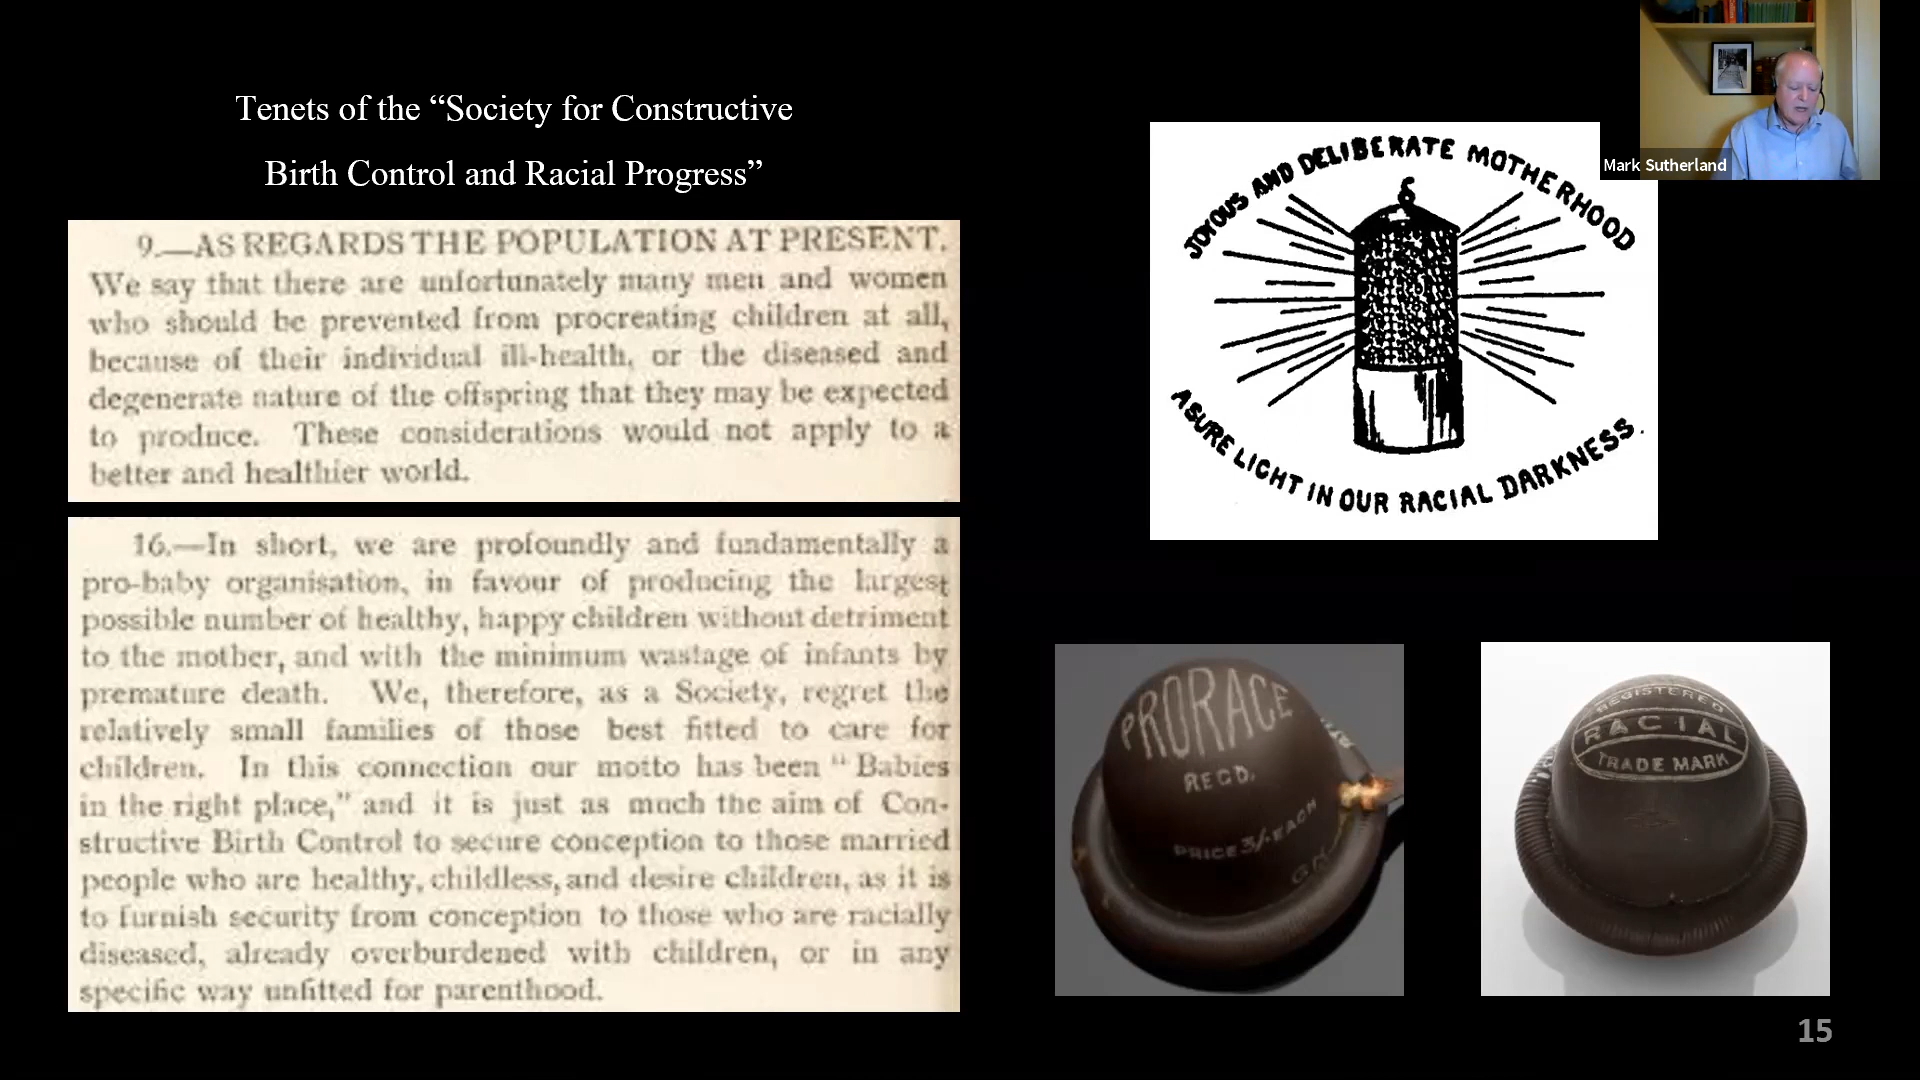 Tenets of the “Society for Constructive
Birth Control and Racial Progress”
9.—AS REGARDS THE POPULATION AT PRESENT.
We say that there are unfortunately many men and women
who should be prevented from procreating children at all,
because of their individual ill-health, or the diseased and
degenerate nature of the offspring that they may be expected
to produce. These considerations would not apply to a
better and healthier world.
16.—In short, we are profoundly and fundamentally a
pro-baby organisation, in favour of producing the largest
possible number of healthy, happy children without detriment
to the mother, and with the minimum wastage of infants by
premature death. We, therefore, as a Society, regret the
relatively small families of those best fitted to care for
children. In this connection our motto has been “Babies
in the right place,” and it is just as much the aim of Con-
structive Birth Control to secure conception to those married
people who are healthy, childless, and desire children, as it is
to furnish security from conception to those who are racially
diseased, already overburdened with children, or in any
specific way unfitted for parenthood.
JOYOUS AND DELIBERATE MOTHERHOOD
A SURE LIGHT IN OUR RACIAL DARKNESS.
Mark Sutherland
PRORACE
REGD.
PRICE 3/- EACH
REGISTERED
RACIAL
TRADE MARK
15